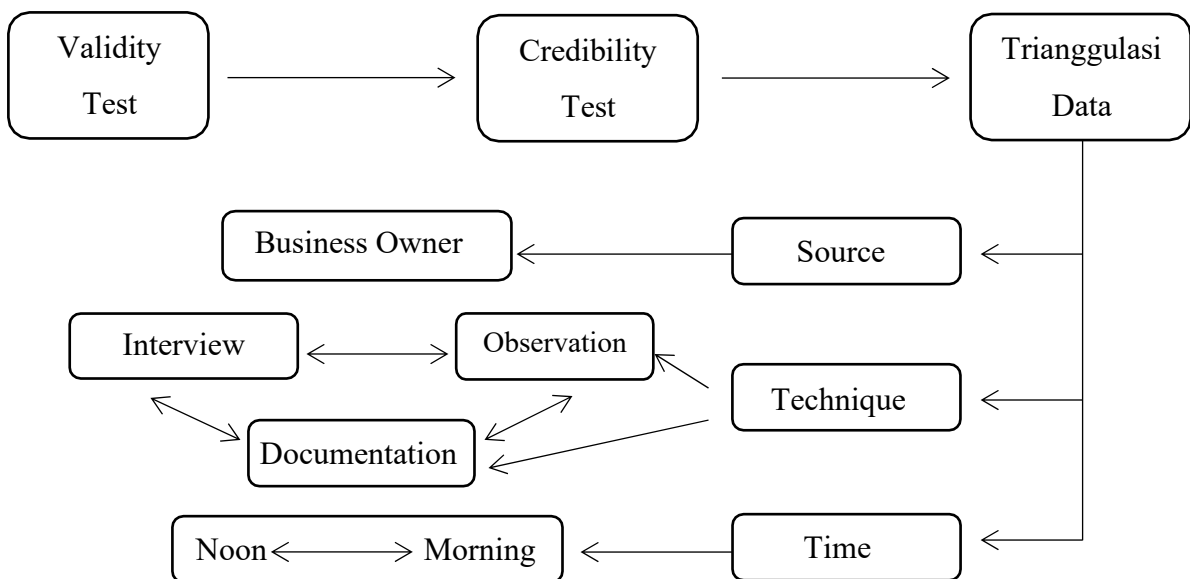 Validity
Test
Credibility
Test
Trianggulasi
Data
Business Owner
Source
Interview
Observation
Technique
Documentation
Noon
Morning
Time